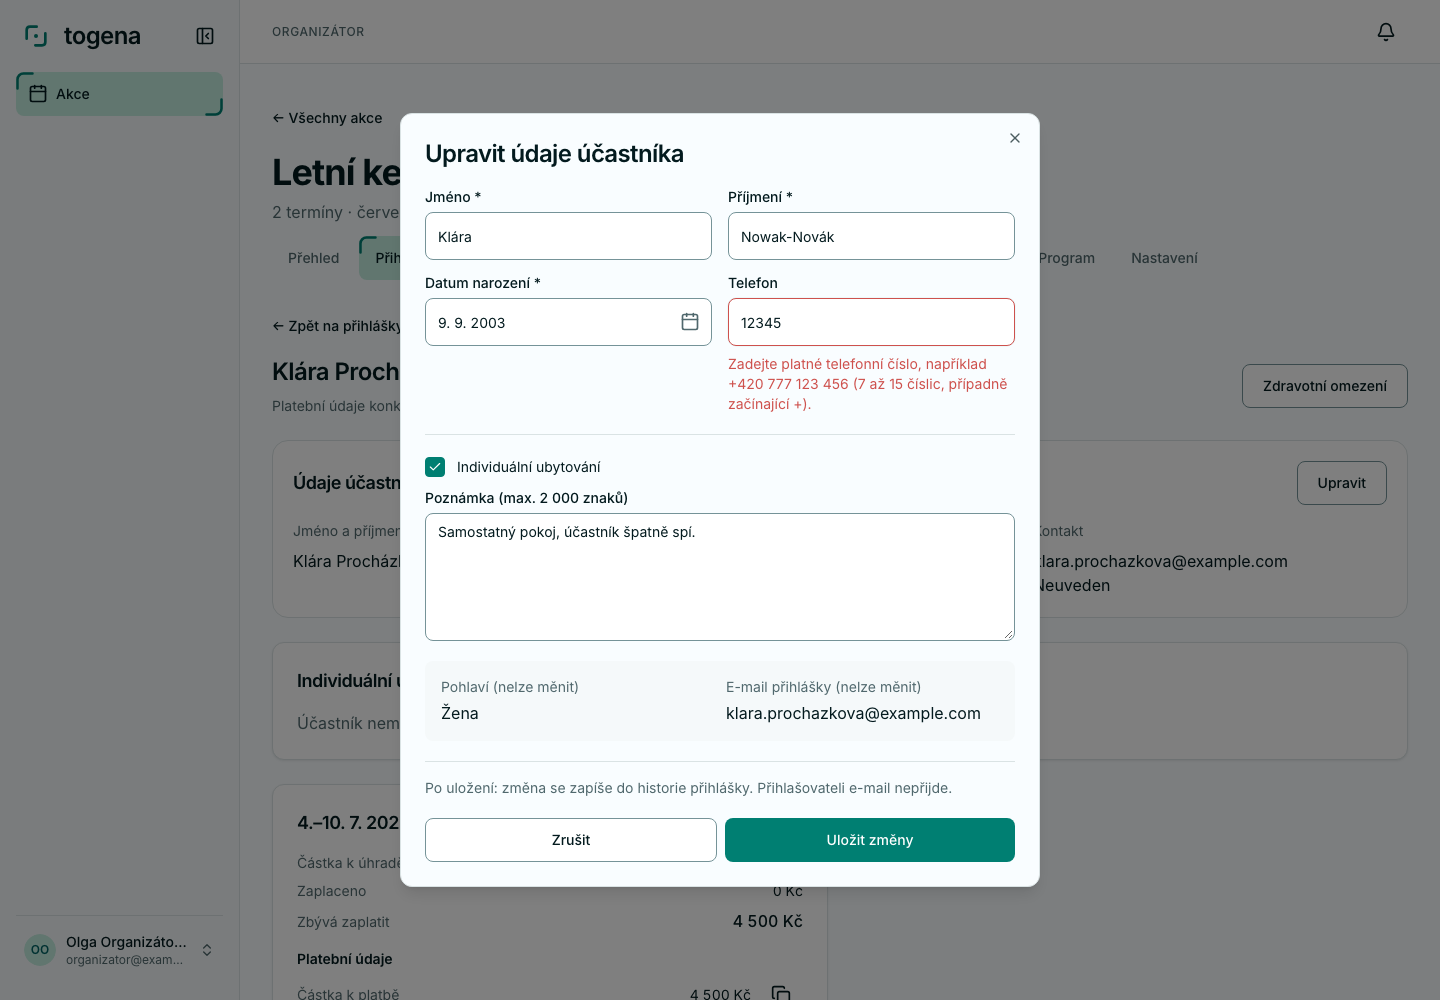 togena
ORGANIZÁTOR
Akce
← Všechny akce
Letní ke
2 termíny · červe
Přehled
Přih
Program
Nastavení
← Zpět na přihlášky
Klára Proch
Platební údaje konk
Zdravotní omezení
Údaje účastn
Upravit
Jméno a příjmen
Klára Procház
Kontakt
klara.prochazkova@example.com
Neuveden
Individuální u
Účastník nem
4.–10. 7. 202
Částka k úhradě
Zaplaceno
0 Kč
Zbývá zaplatit
4 500 Kč
Platební údaje
Částka k platbě
4 500 Kč
OO
Olga Organizáto...
organizator@exam...
Upravit údaje účastníka
Jméno *
Příjmení *
Klára
Nowak-Novák
Datum narození *
Telefon
9. 9. 2003
12345
Zadejte platné telefonní číslo, například
+420 777 123 456 (7 až 15 číslic, případně
začínající +).
Individuální ubytování
Poznámka (max. 2 000 znaků)
Samostatný pokoj, účastník špatně spí.
Pohlaví (nelze měnit)
E-mail přihlášky (nelze měnit)
Žena
klara.prochazkova@example.com
Po uložení: změna se zapíše do historie přihlášky. Přihlašovateli e-mail nepřijde.
Zrušit
Uložit změny